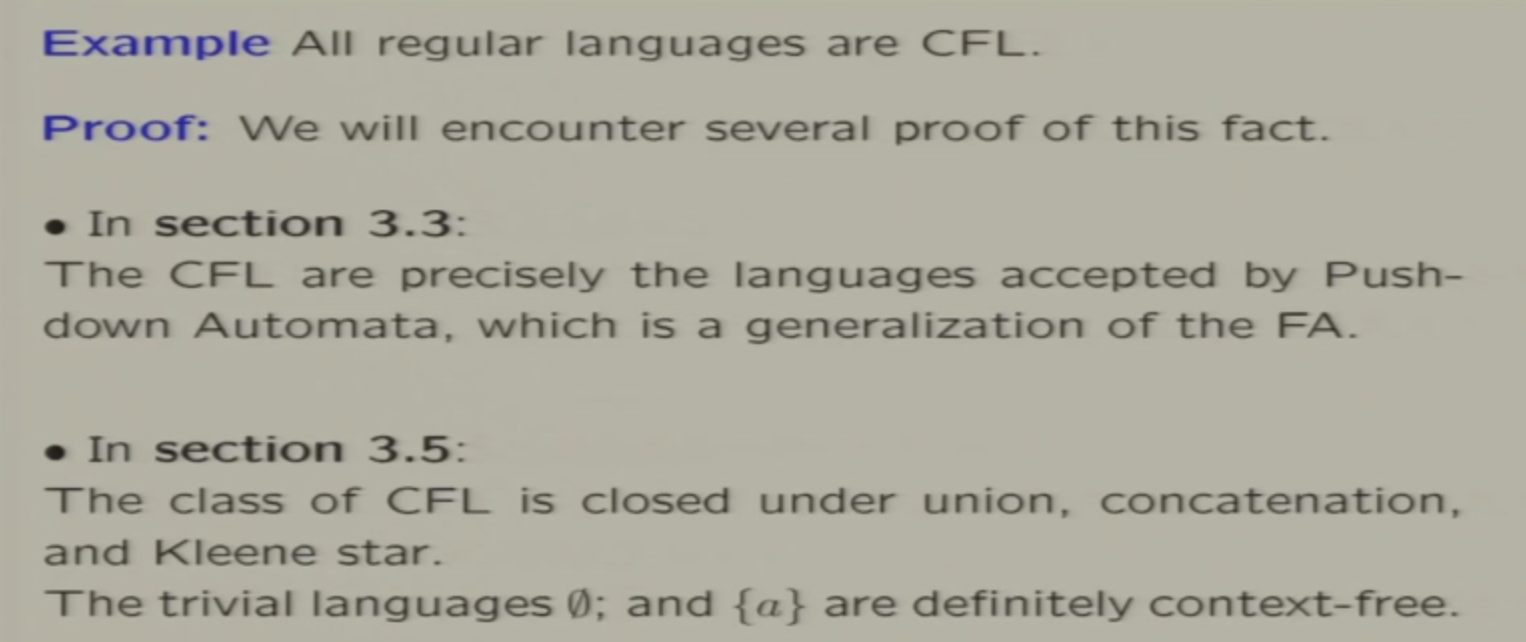 Example All regular languages are CFL.
Proof: We will encounter several proof of this fact.
• In section 3.3:
The CFL are precisely the languages accepted by Push-
down Automata, which is a generalization of the FA.
• In section 3.5:
The class of CFL is closed under union, concatenation,
and Kleene star.
The trivial languages ∅; and {a} are definitely context-free.